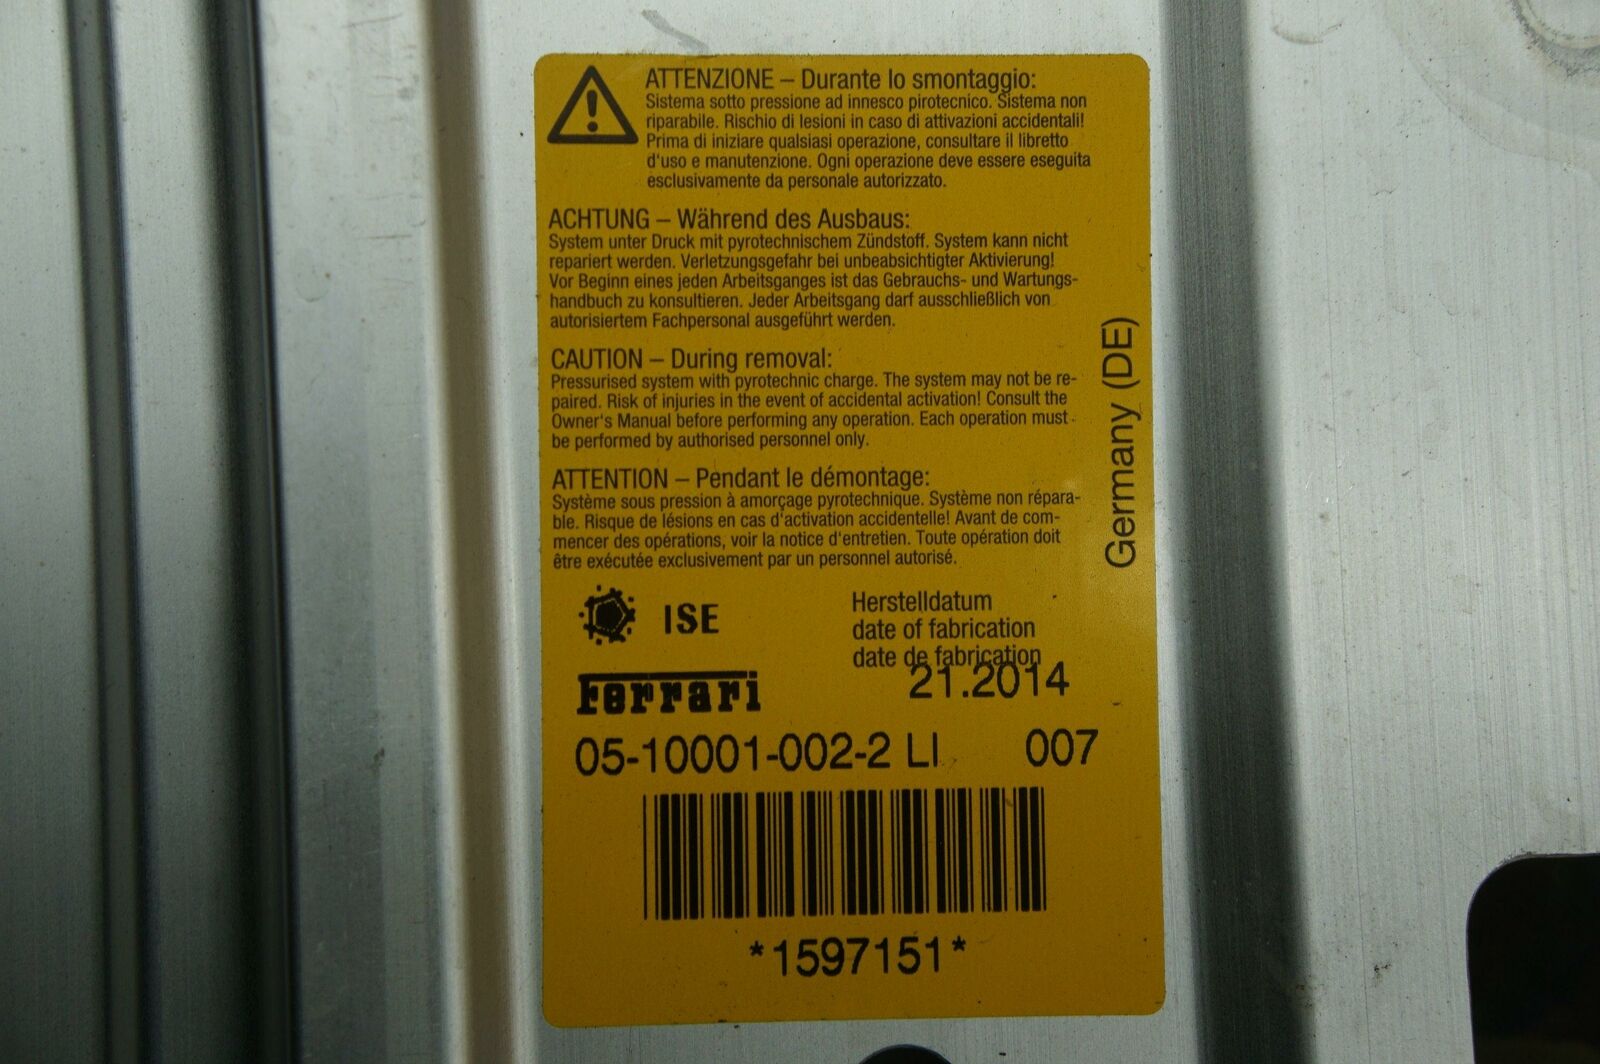 ATTENZIONE – Durante lo smontaggio:
Sistema sotto pressione ad innesco pirotecnico. Sistema non
riparabile. Rischio di lesioni in caso di attivazioni accidentali!
Prima di iniziare qualsiasi operazione, consultare il libretto
d'uso e manutenzione. Ogni operazione deve essere eseguita
esclusivamente da personale autorizzato.
ACHTUNG – Während des Ausbaus:
System unter Druck mit pyrotechnischem Zündstoff. System kann nicht
repariert werden. Verletzungsgefahr bei unbeabsichtigter Aktivierung!
Vor Beginn eines jeden Arbeitsganges ist das Gebrauchs- und Wartungs-
handbuch zu konsultieren. Jeder Arbeitsgang darf ausschließlich von
autorisiertem Fachpersonal ausgeführt werden.
CAUTION – During removal:
Pressurised system with pyrotechnic charge. The system may not be re-
paired. Risk of injuries in the event of accidental activation! Consult the
Owner's Manual before performing any operation. Each operation must
be performed by authorised personnel only.
ATTENTION – Pendant le démontage:
Système sous pression à amorçage pyrotechnique. Système non répara-
ble. Risque de lésions en cas d'activation accidentelle! Avant de com-
mencer des opérations, voir la notice d'entretien. Toute opération doit
être exécutée exclusivement par un personnel autorisé.
Germany (DE)
ISE
Herstelldatum
date of fabrication
date de fabrication
21.2014
Ferrari
05-10001-002-2 LI 007
*1597151*